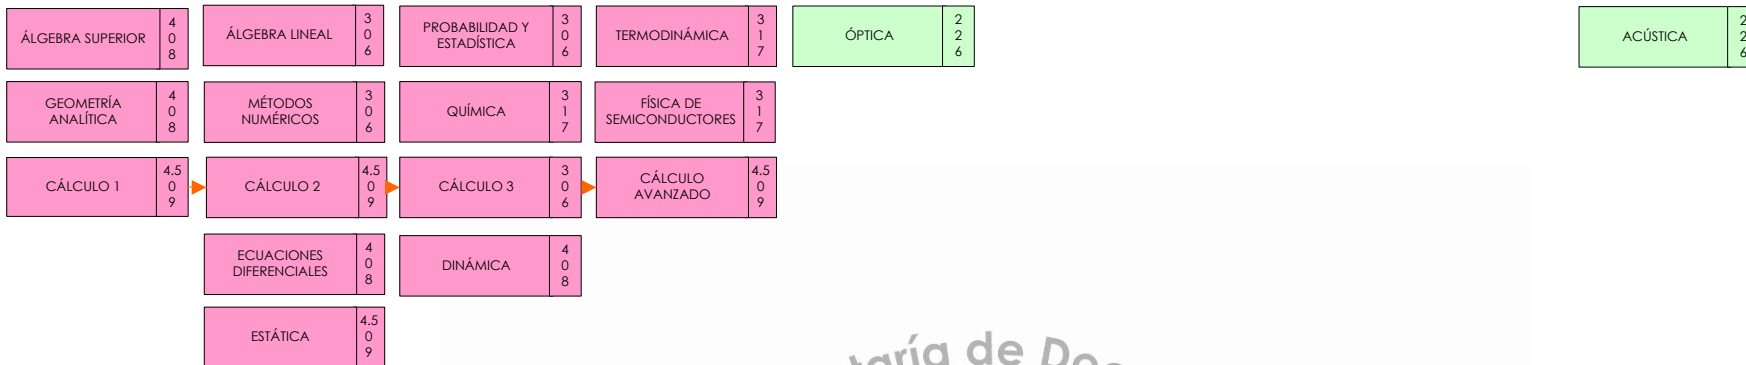 ÁLGEBRA SUPERIOR
4
0
8
ÁLGEBRA LINEAL
3
0
6
PROBABILIDAD Y
ESTADÍSTICA
3
0
6
TERMODINÁMICA
3
1
7
ÓPTICA
2
2
6
ACÚSTICA
2
2
6
GEOMETRÍA
ANALÍTICA
4
0
8
MÉTODOS
NUMÉRICOS
3
0
6
QUÍMICA
3
1
7
FÍSICA DE
SEMICONDUCTORES
3
1
7
CÁLCULO 1
4.5
0
9
CÁLCULO 2
4.5
0
9
CÁLCULO 3
3
0
6
CÁLCULO
AVANZADO
4.5
0
9
ECUACIONES
DIFERENCIALES
4
0
8
DINÁMICA
4
0
8
ESTÁTICA
4.5
0
9
taría de Doc